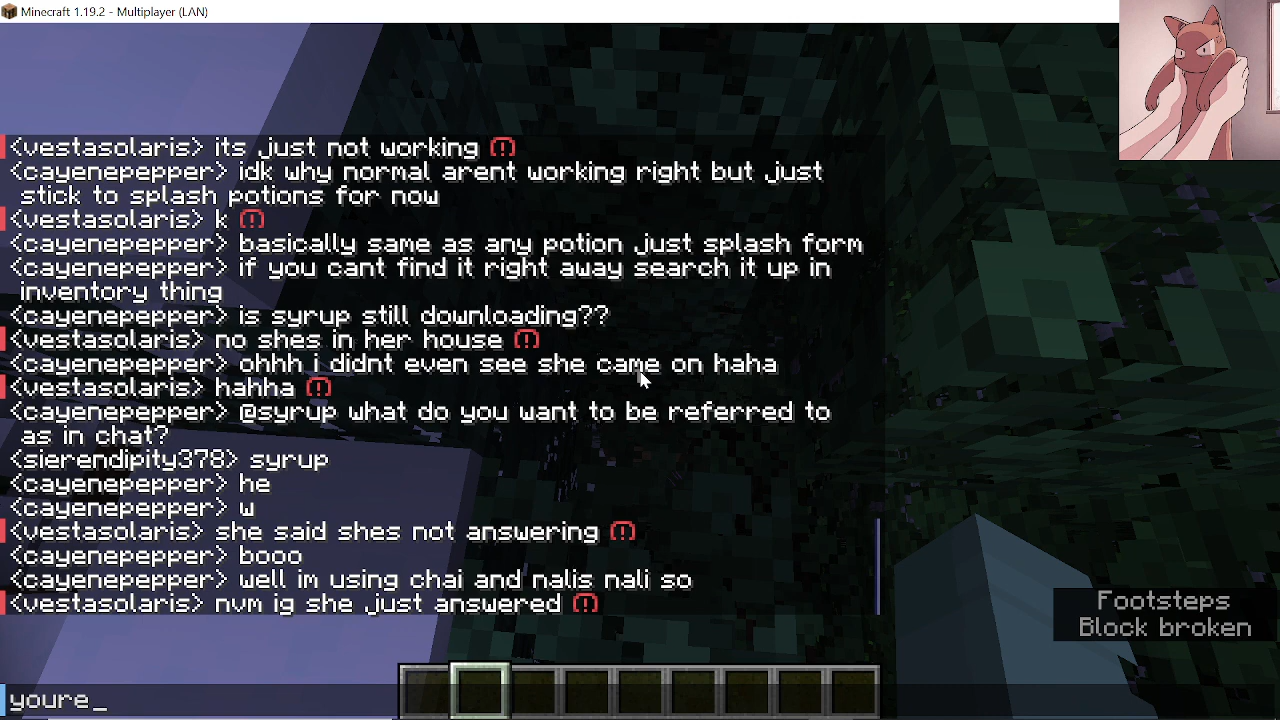 Minecraft 1.19.2 - Multiplayer (LAN)
<vestasolaris> its just not working (!)
<cayenepepper> idk why normal arent working right but just
stick to splash potions for now
<vestasolaris> k (!)
<cayenepepper> basically same as any potion just splash form
<cayenepepper> if you cant find it right away search it up in
inventory thing
<cayenepepper> is syrup still downloading??
<vestasolaris> no shes in her house (!)
<cayenepepper> ohhh i didnt even see she came on haha
<vestasolaris> hahha (!)
<cayenepepper> @syrup what do you want to be referred to
as in chat?
<sierendipity378> syrup
<cayenepepper> he
<cayenepepper> w
<vestasolaris> she said shes not answering (!)
<cayenepepper> booo
<cayenepepper> well im using chai and nalis nali so
<vestasolaris> nvm ig she just answered (!)
Footsteps
Block broken
youre_